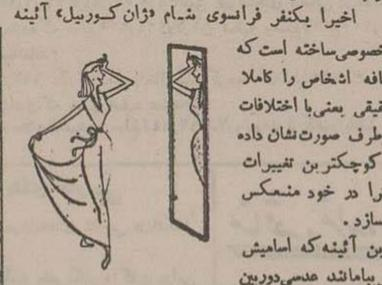 اخیرا یکنفر فرانسوی بنام «ژان کوربیل» آئینه
خصوصی‌ساخته است که
افه اشخاص را کاملا
قیقی یعنی با اختلافات
طرف صورت نشان داده
کوچکترین تغییرات
را در خود منعکس
سازد.
ین آئینه که اسامیش
بیامانند عدسی دوربین